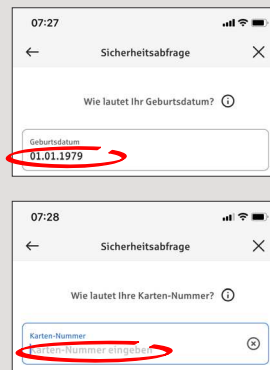 07:27
Sicherheitsabfrage
Wie lautet Ihr Geburtsdatum?
Geburtsdatum
01.01.1979
07:28
Sicherheitsabfrage
Wie lautet Ihre Karten-Nummer?
Karten-Nummer
Karten-Nummer eingeben